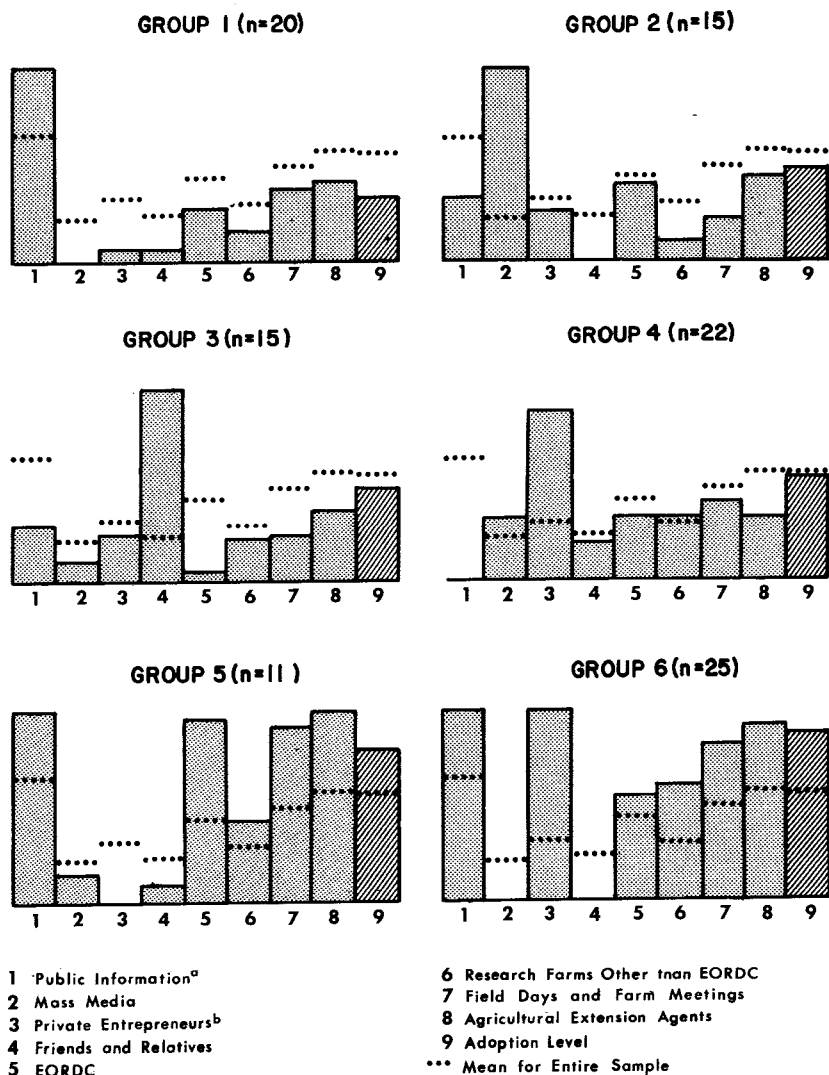 GROUP 1 (n=20)
GROUP 2 (n=15)
1 2 3 4 5 6 7 8 9
1 2 3 4 5 6 7 8 9
GROUP 3 (n=15)
GROUP 4 (n=22)
1 2 3 4 5 6 7 8 9
1 2 3 4 5 6 7 8 9
GROUP 5 (n=11)
GROUP 6 (n=25)
1 2 3 4 5 6 7 8 9
1 2 3 4 5 6 7 8 9
1 Public Informationᵃ
2 Mass Media
3 Private Entrepreneursᵇ
4 Friends and Relatives
5 EORDC
6 Research Farms Other than EORDC
7 Field Days and Farm Meetings
8 Agricultural Extension Agents
9 Adoption Level
••• Mean for Entire Sample